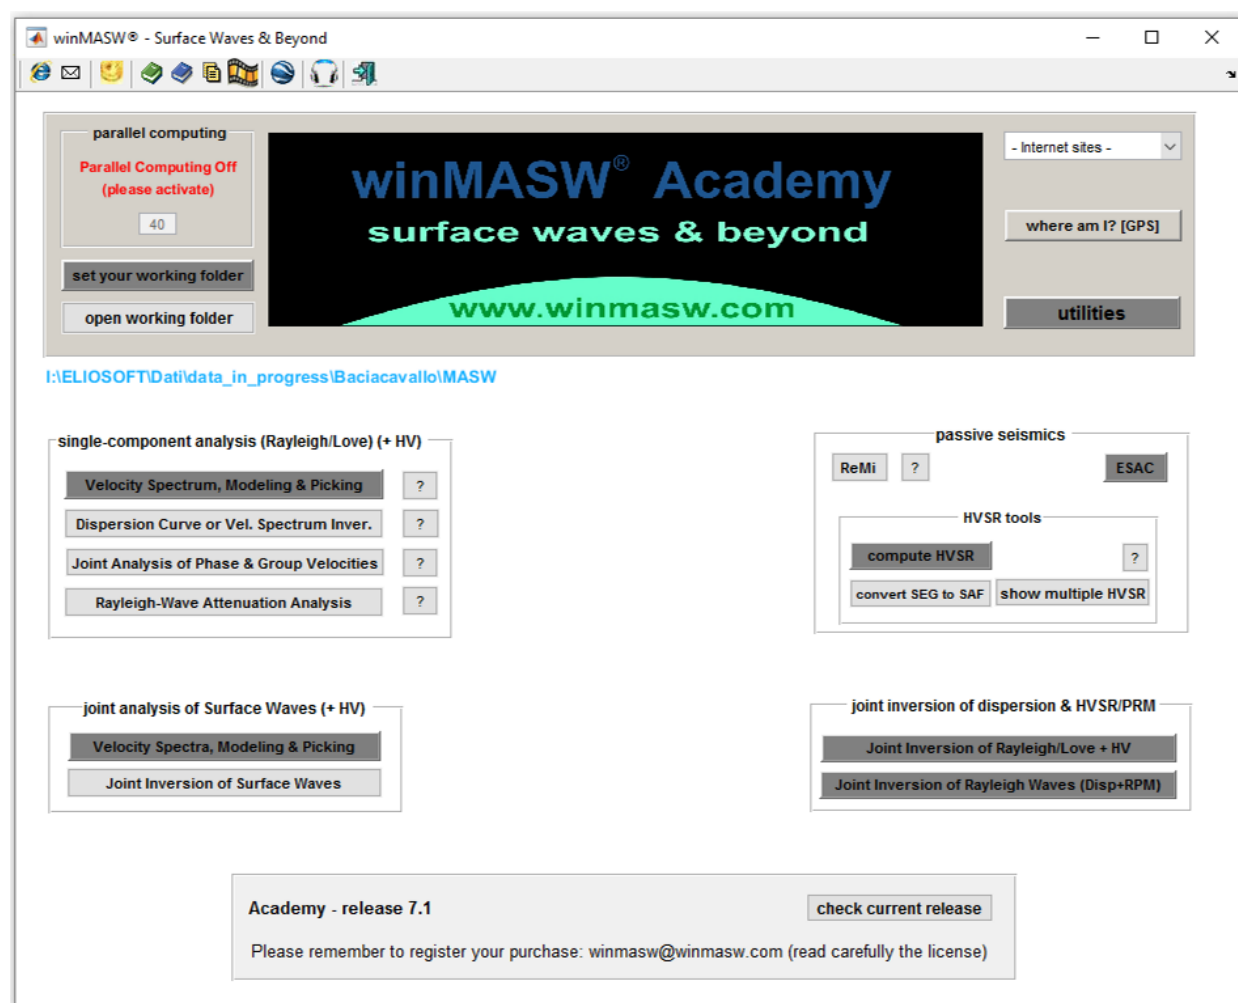 winMASW® - Surface Waves & Beyond
parallel computing
Parallel Computing Off
(please activate)
40
set your working folder
open working folder
winMASW® Academy
surface waves & beyond
www.winmasw.com
- Internet sites -
where am I? [GPS]
utilities
I:\ELIOSOFT\Dati\data_in_progress\Baciacavallo\MASW
single-component analysis (Rayleigh/Love) (+ HV)
Velocity Spectrum, Modeling & Picking ?
Dispersion Curve or Vel. Spectrum Inver. ?
Joint Analysis of Phase & Group Velocities ?
Rayleigh-Wave Attenuation Analysis ?
passive seismics
ReMi ? ESAC
HVSR tools
compute HVSR ?
convert SEG to SAF show multiple HVSR
joint analysis of Surface Waves (+ HV)
Velocity Spectra, Modeling & Picking
Joint Inversion of Surface Waves
joint inversion of dispersion & HVSR/PRM
Joint Inversion of Rayleigh/Love + HV
Joint Inversion of Rayleigh Waves (Disp+RPM)
Academy - release 7.1 check current release
Please remember to register your purchase: winmasw@winmasw.com (read carefully the license)